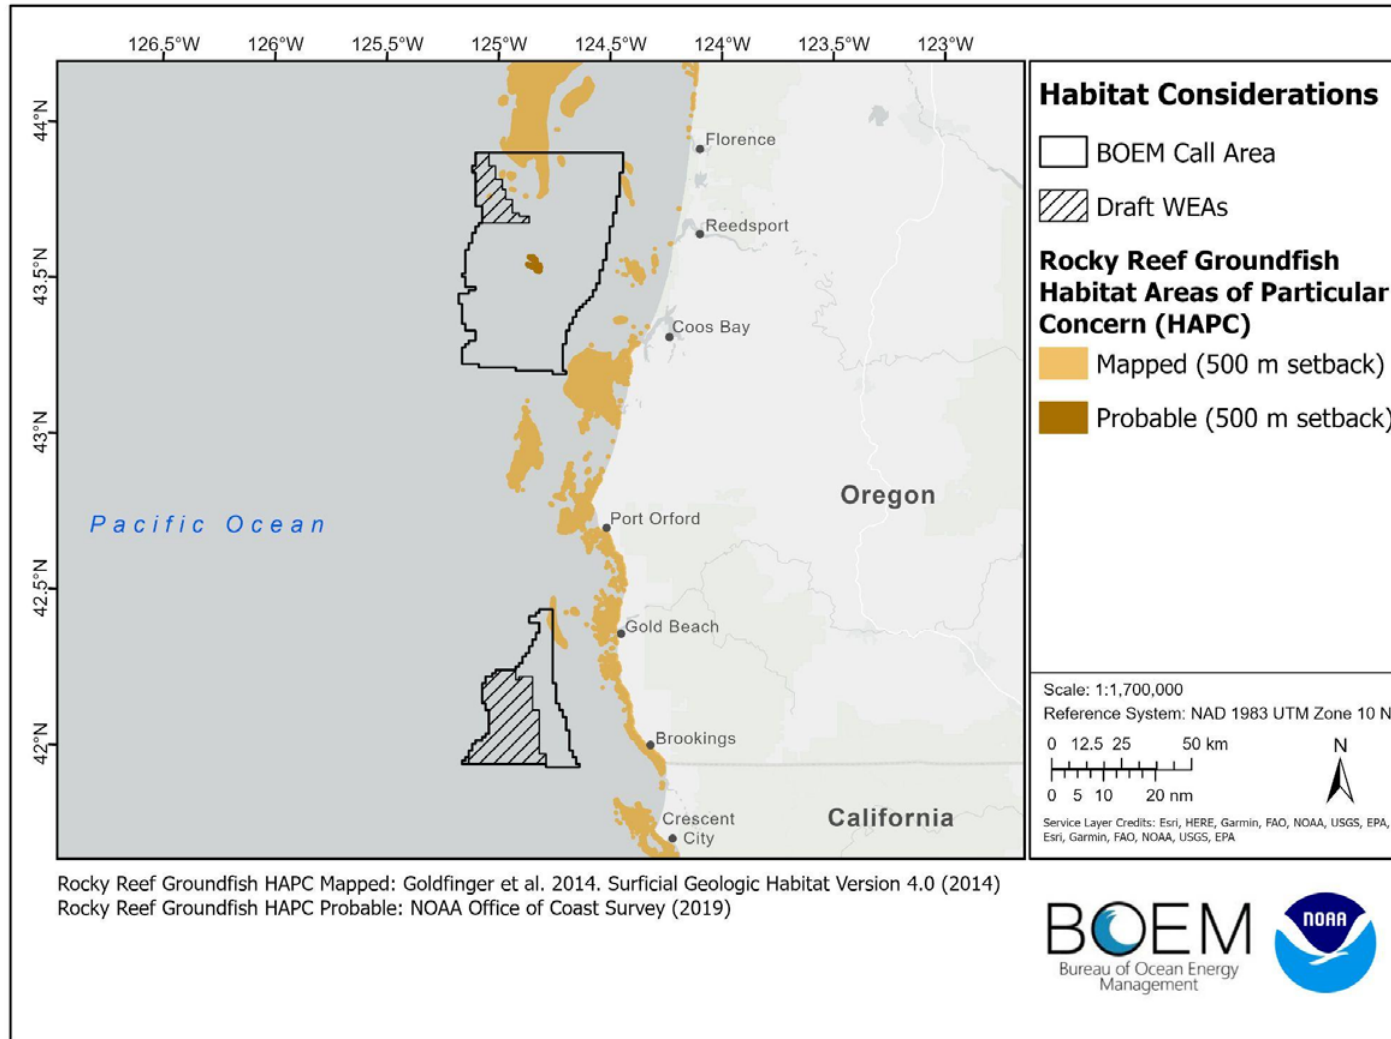 126.5°W 126°W 125.5°W 125°W 124.5°W 124°W 123.5°W 123°W
44°N
43.5°N
43°N
42.5°N
42°N
Florence
Reedsport
Coos Bay
Oregon
Pacific Ocean
Port Orford
Gold Beach
Brookings
Crescent
City
California
Habitat Considerations
BOEM Call Area
Draft WEAs
Rocky Reef Groundfish
Habitat Areas of Particular
Concern (HAPC)
Mapped (500 m setback)
Probable (500 m setback)
Scale: 1:1,700,000
Reference System: NAD 1983 UTM Zone 10 N
0 12.5 25 50 km
0 5 10 20 nm
N
Service Layer Credits: Esri, HERE, Garmin, FAO, NOAA, USGS, EPA,
Esri, Garmin, FAO, NOAA, USGS, EPA
Rocky Reef Groundfish HAPC Mapped: Goldfinger et al. 2014. Surficial Geologic Habitat Version 4.0 (2014)
Rocky Reef Groundfish HAPC Probable: NOAA Office of Coast Survey (2019)
BOEM
Bureau of Ocean Energy
Management
NOAA